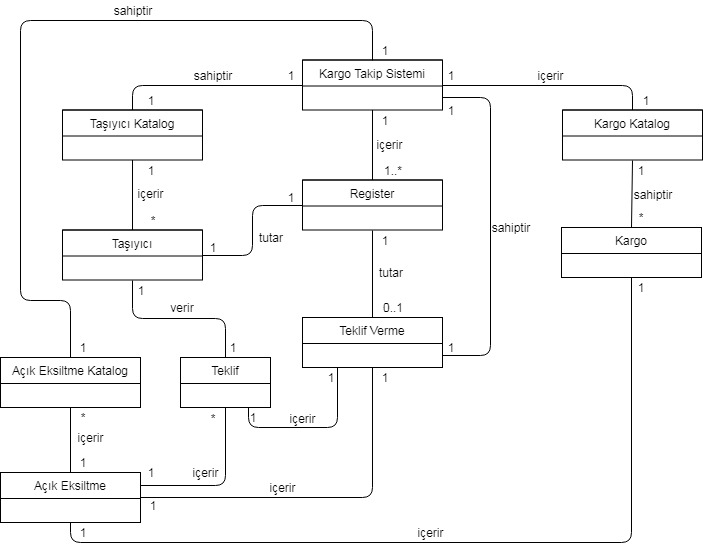 sahiptir
1
Kargo Takip Sistemi
sahiptir
1
1
içerir
1
1
1
1
Taşıyıcı Katalog
Kargo Katalog
içerir
1
1..*
1
içerir
sahiptir
1
Register
*
*
Taşıyıcı
1
tutar
1
sahiptir
Kargo
1
tutar
1
1
verir
0..1
Teklif Verme
1
1
1
Açık Eksiltme Katalog
Teklif
1
1
*
*
1
içerir
içerir
1
1
içerir
Açık Eksiltme
içerir
1
1
içerir